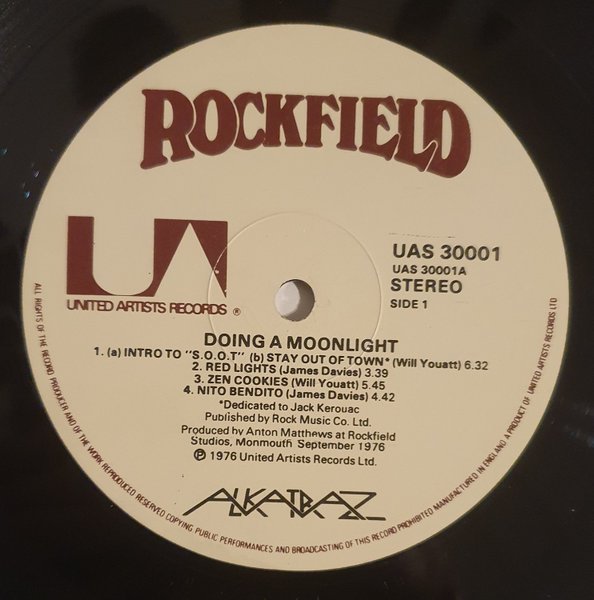 ROCKFIELD
UA
UNITED ARTISTS RECORDS ®
UAS 30001
UAS 30001A
STEREO
SIDE 1
DOING A MOONLIGHT
1. (a) INTRO TO "S.O.O.T" (b) STAY OUT OF TOWN* (Will Youatt) 6.32
2. RED LIGHTS (James Davies) 3.39
3. ZEN COOKIES (Will Youatt) 5.45
4. NITO BENDITO (James Davies) 4.42
*Dedicated to Jack Kerouac
Published by Rock Music Co. Ltd.
Produced by Anton Matthews at Rockfield
Studios, Monmouth September 1976
℗ 1976 United Artists Records Ltd.
ALKATRAZ
ALL RIGHTS OF THE RECORD PRODUCER AND OF THE WORK REPRODUCED RESERVED COPYING PUBLIC PERFORMANCES AND BROADCASTING OF THIS RECORD PROHIBITED MANUFACTURED IN ENGLAND A PRODUCT OF UNITED ARTISTS RECORDS LTD